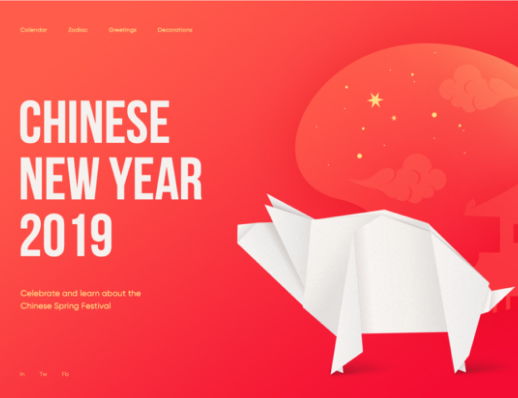 Calendar Zodiac Greetings Decorations
CHINESE
NEW YEAR
2019
Celebrate and learn about the
Chinese Spring Festival
In Tw Fb